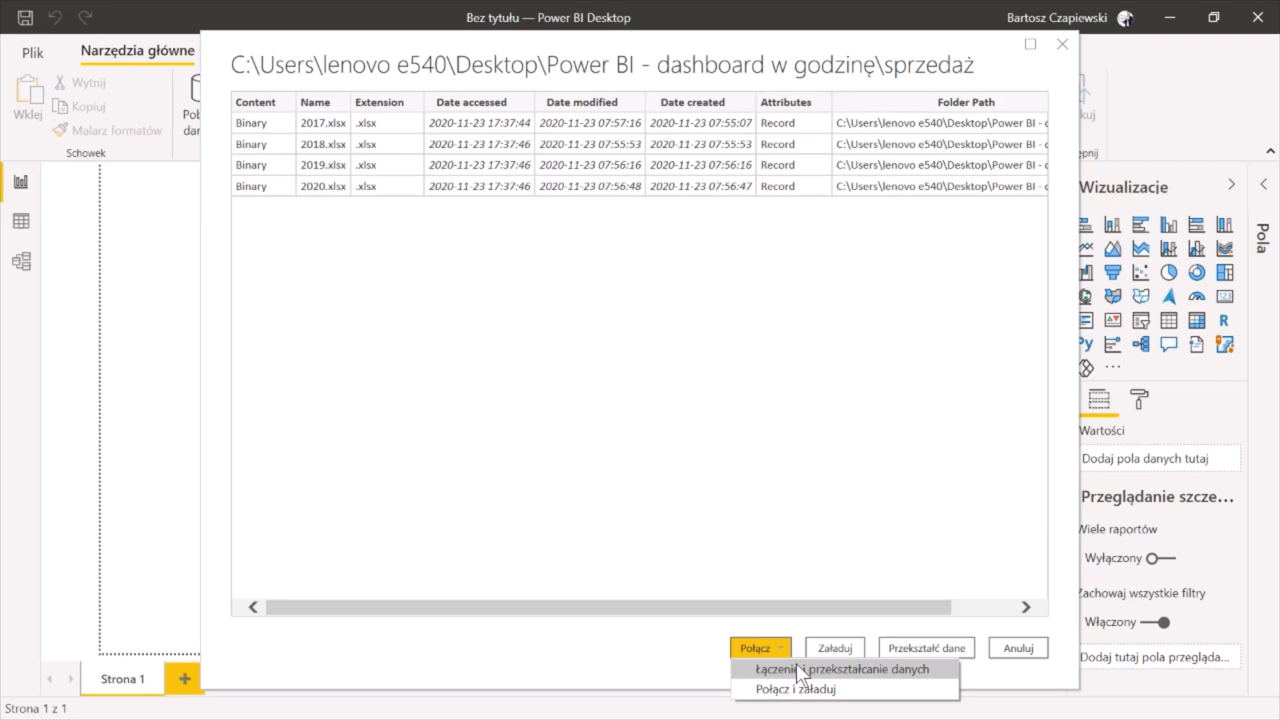 Bez tytułu — Power BI Desktop
Bartosz Czapiewski
Plik
Narzędzia główne
Wklej
Wytnij
Kopiuj
Malarz formatów
Schowek
C:\Users\lenovo e540\Desktop\Power BI - dashboard w godzinę\sprzedaż
Content Name Extension Date accessed Date modified Date created Attributes Folder Path
Binary 2017.xlsx .xlsx 2020-11-23 17:37:44 2020-11-23 07:57:16 2020-11-23 07:55:07 Record C:\Users\lenovo e540\Desktop\Power BI -
Binary 2018.xlsx .xlsx 2020-11-23 17:37:46 2020-11-23 07:55:53 2020-11-23 07:55:53 Record C:\Users\lenovo e540\Desktop\Power BI -
Binary 2019.xlsx .xlsx 2020-11-23 17:37:46 2020-11-23 07:56:16 2020-11-23 07:56:16 Record C:\Users\lenovo e540\Desktop\Power BI -
Binary 2020.xlsx .xlsx 2020-11-23 17:37:46 2020-11-23 07:56:48 2020-11-23 07:56:47 Record C:\Users\lenovo e540\Desktop\Power BI -
Połącz
Załaduj
Przekształć dane
Anuluj
Łączenie i przekształcanie danych
Połącz i załaduj
Wizualizacje
Pola
R
Py
123
Wartości
Dodaj pola danych tutaj
Przeglądanie szcze...
Wiele raportów
Wyłączony
Zachowaj wszystkie filtry
Włączony
Dodaj tutaj pola przegląda...
Strona 1
Strona 1 z 1